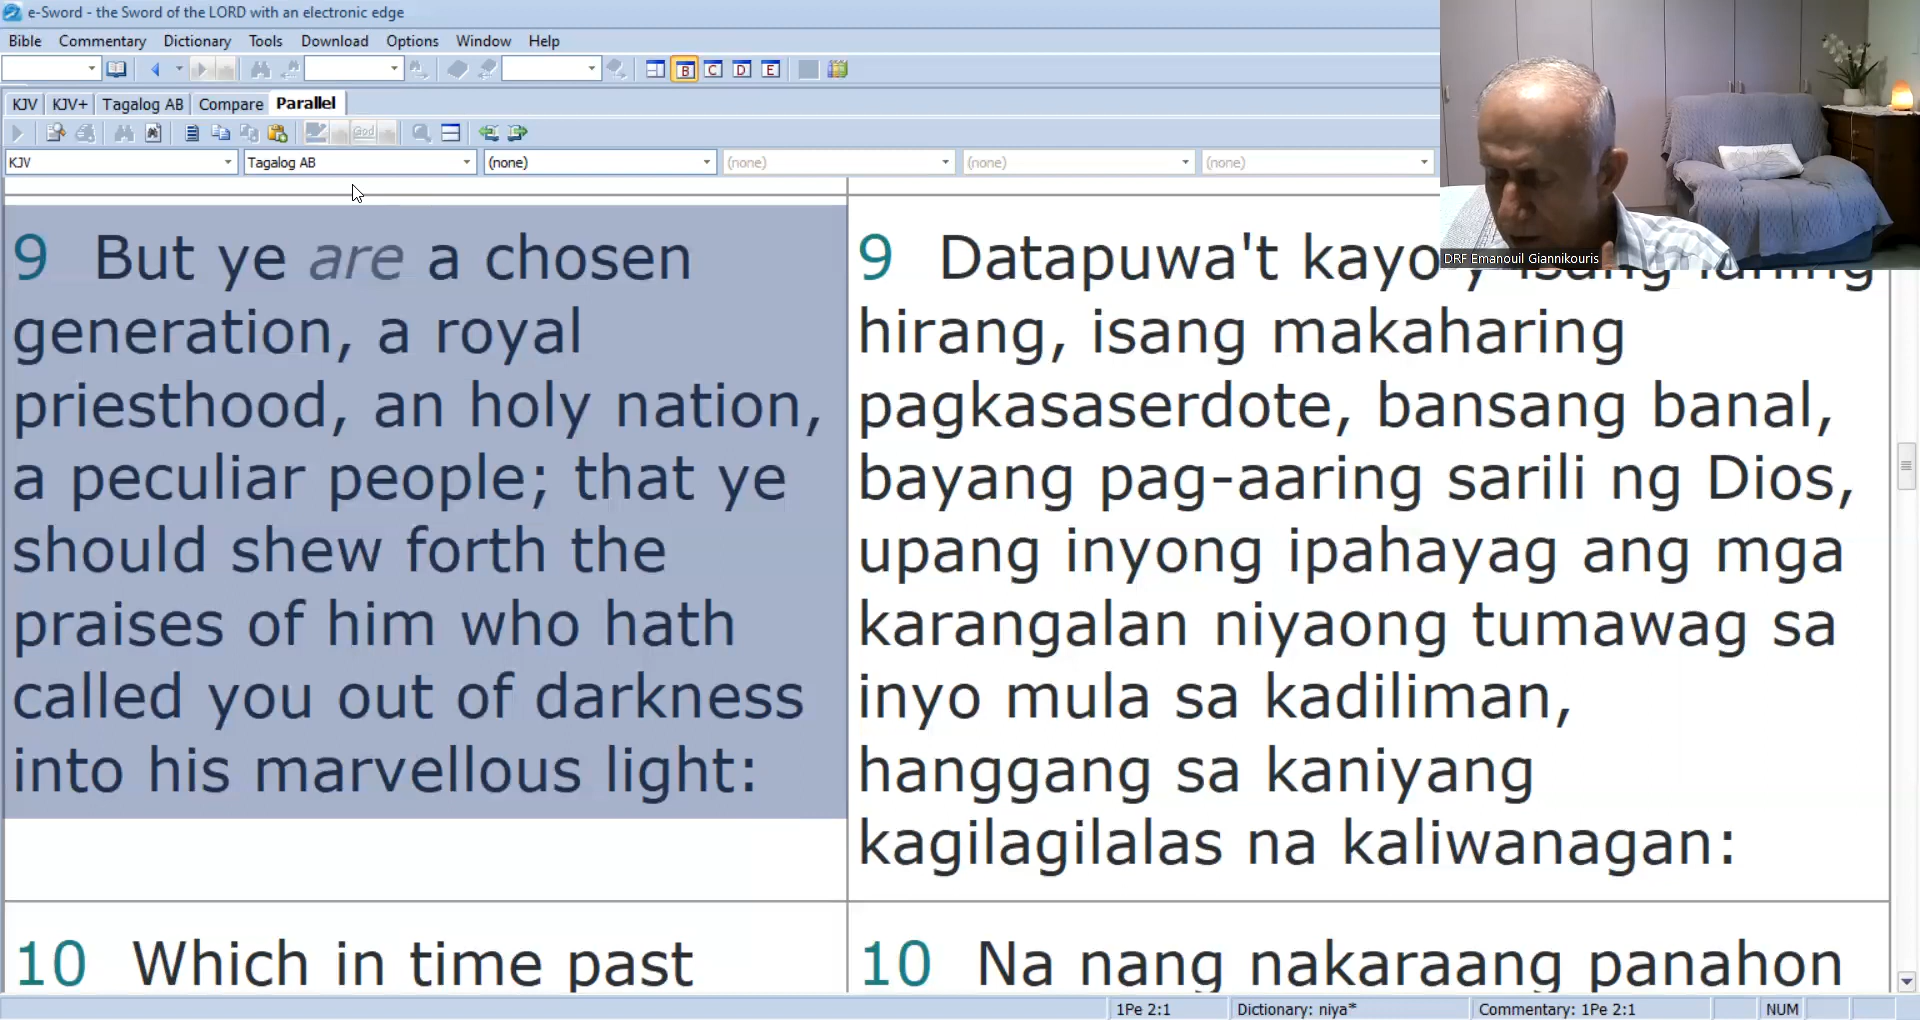 e-Sword - the Sword of the LORD with an electronic edge
Bible Commentary Dictionary Tools Download Options Window Help
B C D E
KJV KJV+ Tagalog AB Compare Parallel
God
KJV Tagalog AB (none) (none) (none) (none)
DRF Emanouil Giannikouris
9 But ye are a chosen
generation, a royal
priesthood, an holy nation,
a peculiar people; that ye
should shew forth the
praises of him who hath
called you out of darkness
into his marvellous light:
10 Which in time past
9 Datapuwa't kayo
hirang, isang makaharing
pagkasaserdote, bansang banal,
bayang pag-aaring sarili ng Dios,
upang inyong ipahayag ang mga
karangalan niyaong tumawag sa
inyo mula sa kadiliman,
hanggang sa kaniyang
kagilagilalas na kaliwanagan:
10 Na nang nakaraang panahon
1Pe 2:1 Dictionary: niya* Commentary: 1Pe 2:1 NUM